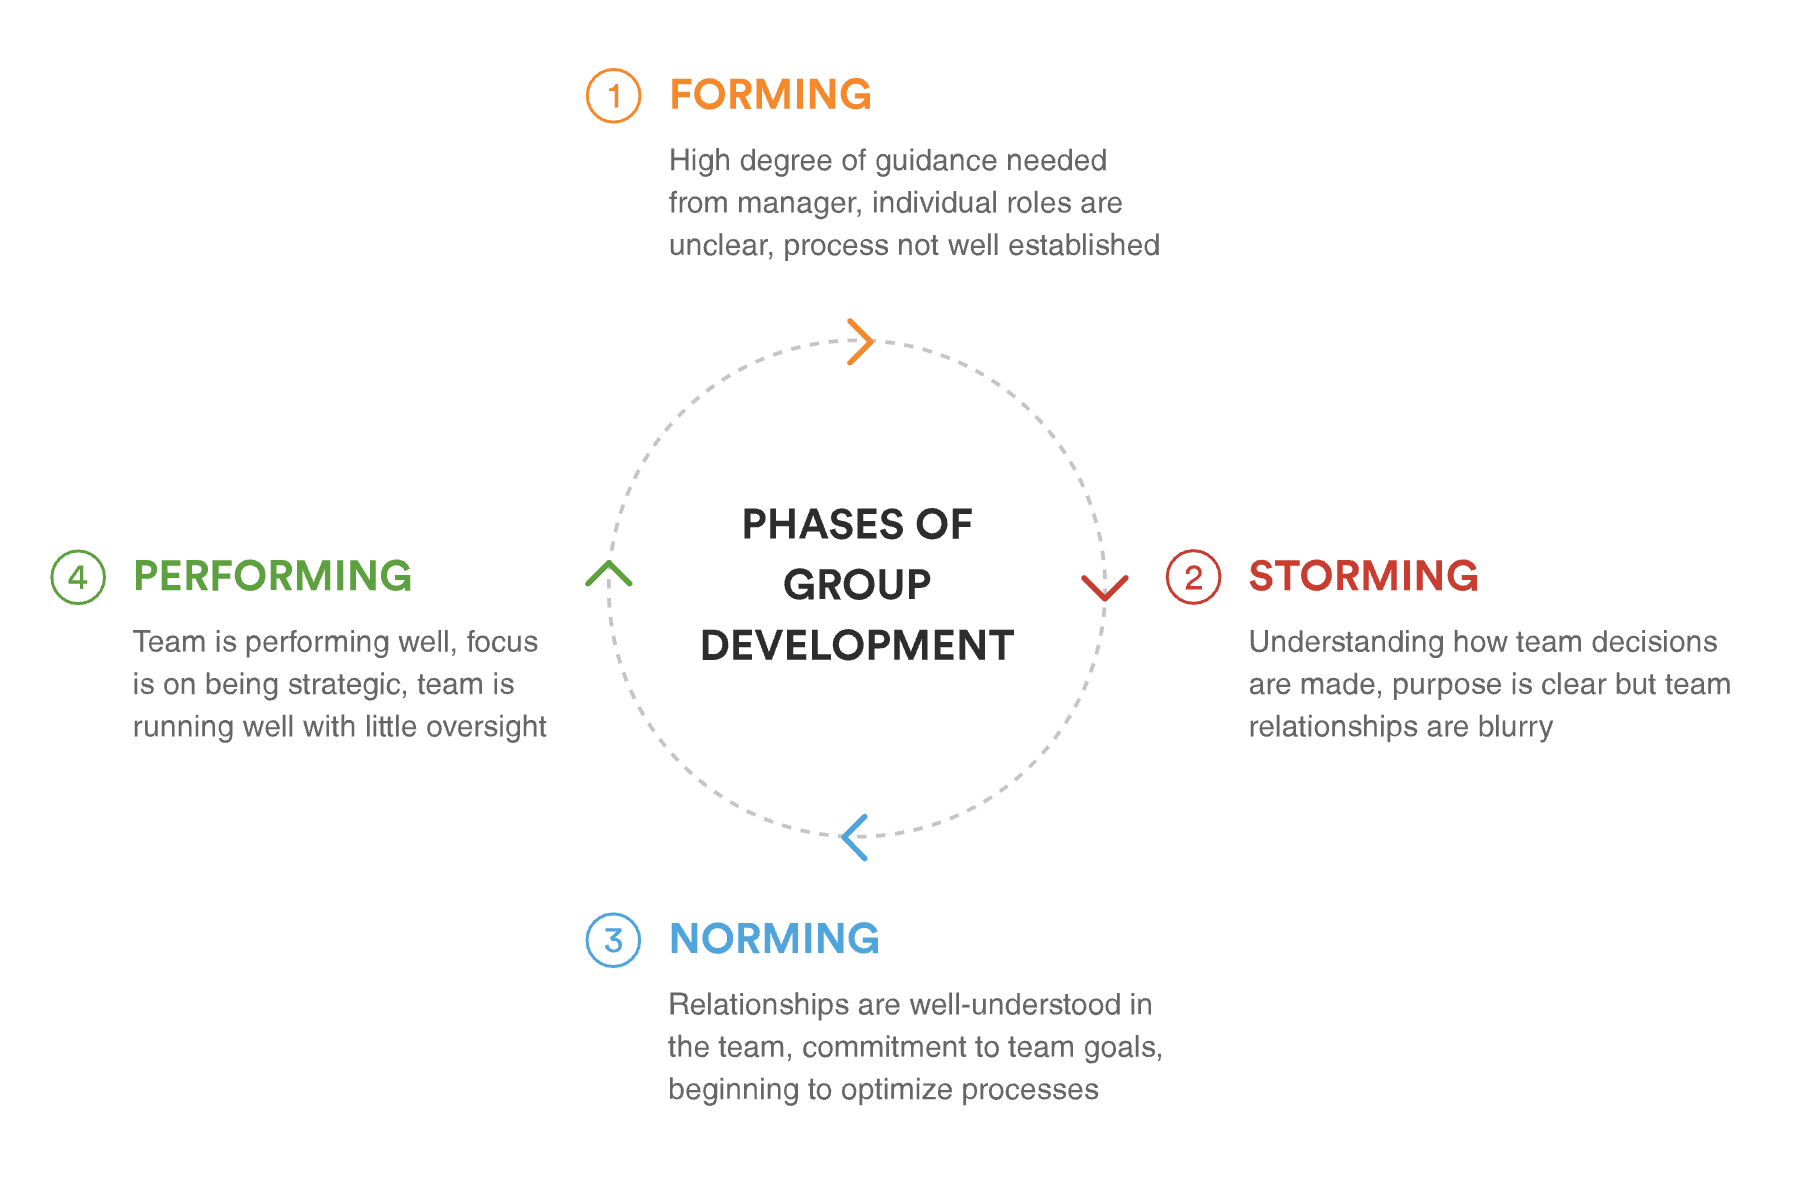 1 FORMING
High degree of guidance needed
from manager, individual roles are
unclear, process not well established
PHASES OF
GROUP
DEVELOPMENT
4 PERFORMING
Team is performing well, focus
is on being strategic, team is
running well with little oversight
2 STORMING
Understanding how team decisions
are made, purpose is clear but team
relationships are blurry
3 NORMING
Relationships are well-understood in
the team, commitment to team goals,
beginning to optimize processes